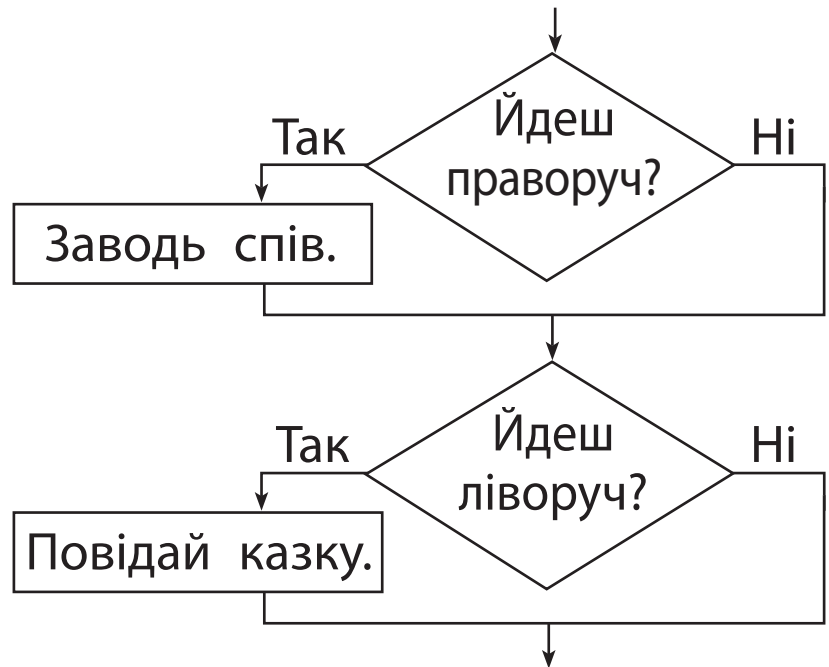 Йдеш
праворуч?
Так
Ні
Заводь спів.
Йдеш
ліворуч?
Так
Ні
Повідай казку.